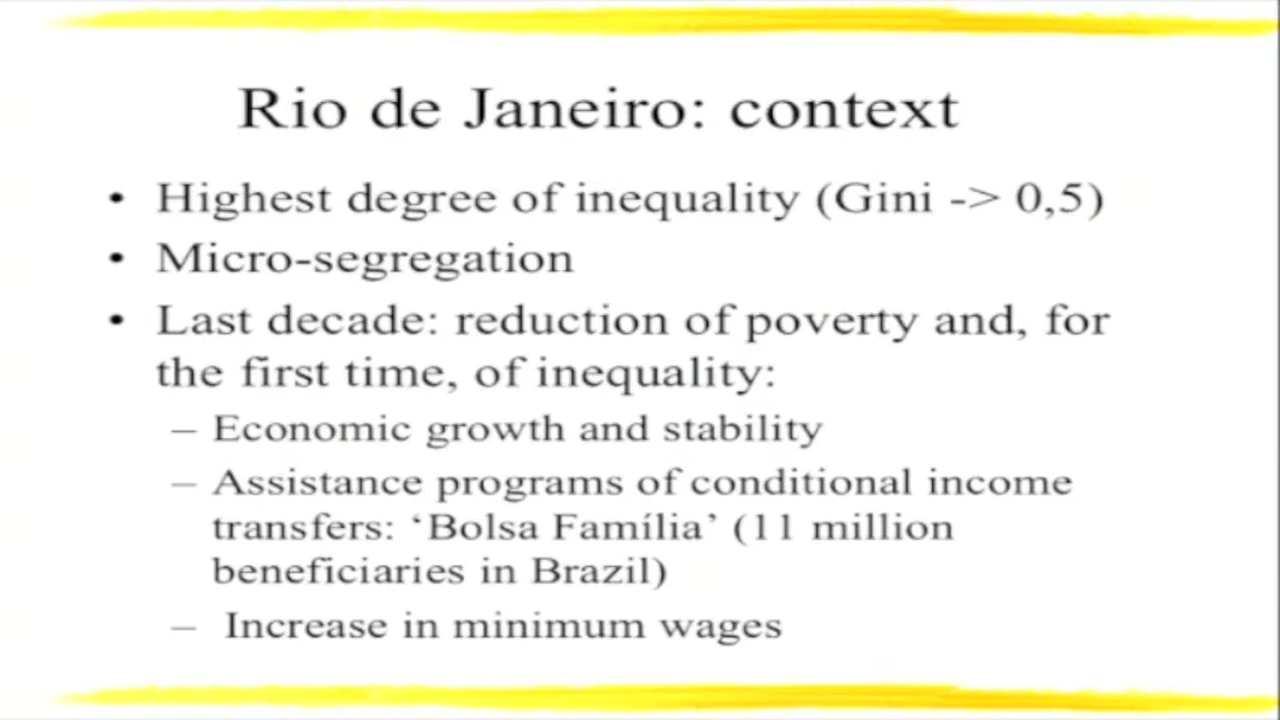 Rio de Janeiro: context
• Highest degree of inequality (Gini -> 0,5)
• Micro-segregation
• Last decade: reduction of poverty and, for
the first time, of inequality:
– Economic growth and stability
– Assistance programs of conditional income
transfers: ‘Bolsa Família’ (11 million
beneficiaries in Brazil)
– Increase in minimum wages